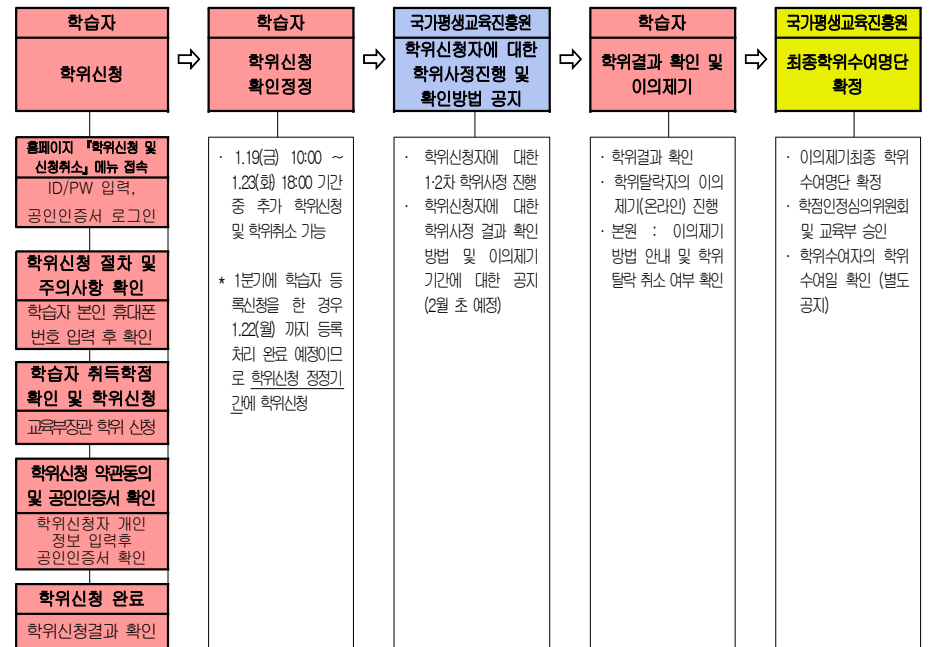 학습자
학위신청
홈페이지 『학위신청 및
신청취소』 메뉴 접속
ID/PW 입력,
공인인증서 로그인
학위신청 절차 및
주의사항 확인
학습자 본인 휴대폰
번호 입력 후 확인
학습자 취득학점
확인 및 학위신청
교육부장관 학위 신청
학위신청 약관동의
및 공인인증서 확인
학위신청자 개인
정보 입력후
공인인증서 확인
학위신청 완료
학위신청결과 확인
⇨
학습자
학위신청
확인정정
· 1.19(금) 10:00 ~
1.23(화) 18:00 기간
중 추가 학위신청
및 학위취소 가능
* 1분기에 학습자 등
록신청을 한 경우
1.22(월) 까지 등록
처리 완료 예정이므
로 학위신청 정정기
간에 학위신청
⇨
국가평생교육진흥원
학위신청자에 대한
학위사정진행 및
확인방법 공지
· 학위신청자에 대한
1·2차 학위사정 진행
· 학위신청자에 대한
학위사정 결과 확인
방법 및 이의제기
기간에 대한 공지
(2월 초 예정)
⇨
학습자
학위결과 확인 및
이의제기
· 학위결과 확인
· 학위탈락자의 이의
제기(온라인) 진행
· 본원 : 이의제기
방법 안내 및 학위
탈락 취소 여부 확인
⇨
국가평생교육진흥원
최종학위수여명단
확정
· 이의제기최종 학위
수여명단 확정
· 학점인정심의위원회
및 교육부 승인
· 학위수여자의 학위
수여일 확인 (별도
공지)